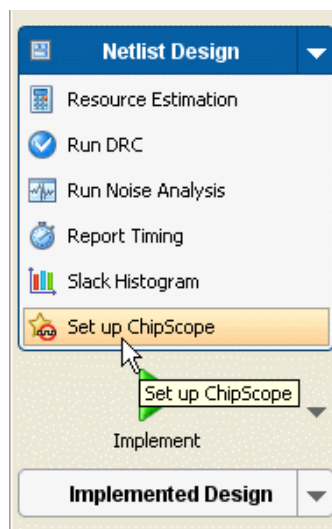 Netlist Design
Resource Estimation
Run DRC
Run Noise Analysis
Report Timing
Slack Histogram
Set up ChipScope
Set up ChipScope
Implement
Implemented Design